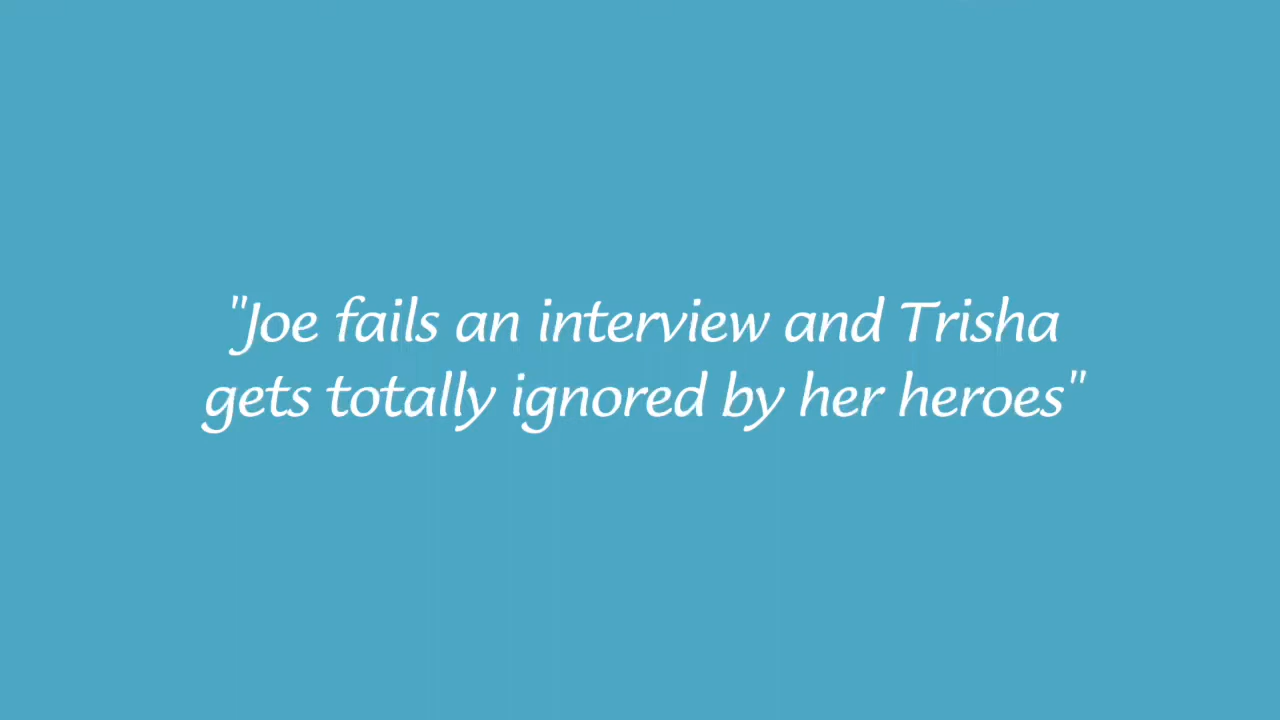 "Joe fails an interview and Trisha
gets totally ignored by her heroes"